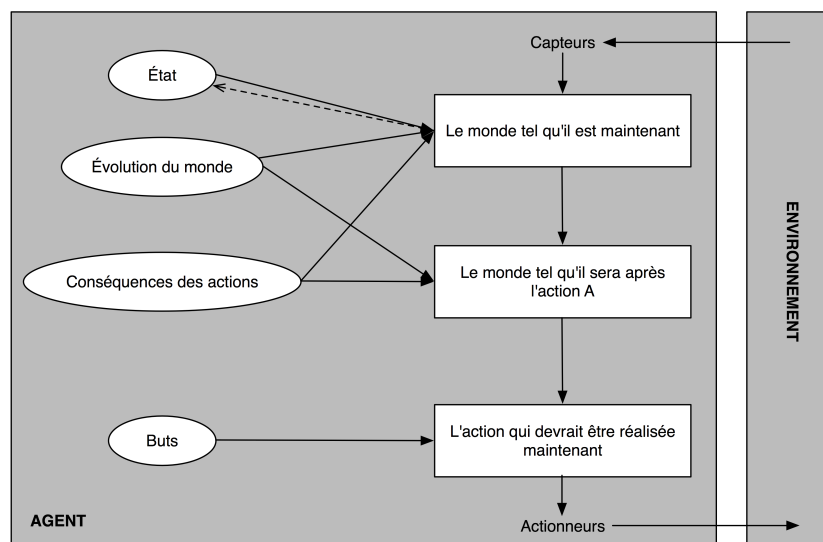 Capteurs
État
Le monde tel qu'il est maintenant
Évolution du monde
Conséquences des actions
Le monde tel qu'il sera après
l'action A
ENVIRONNEMENT
Buts
L'action qui devrait être réalisée
maintenant
AGENT
Actionneurs